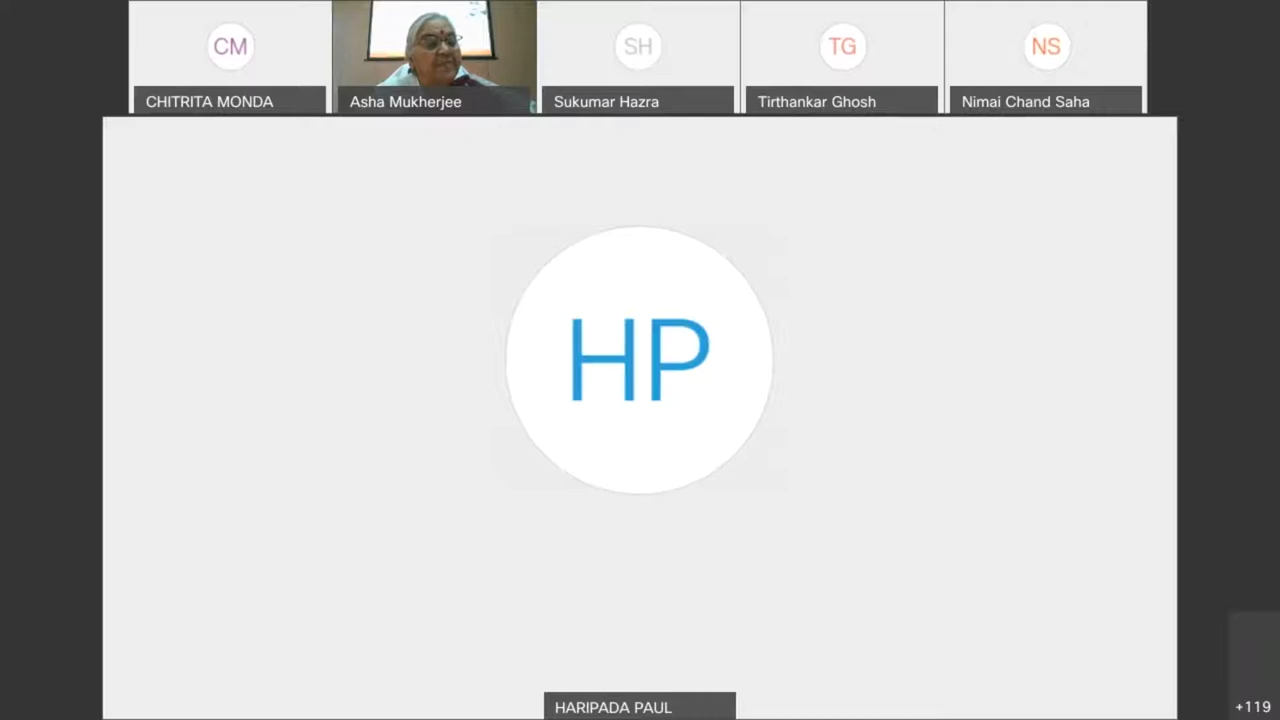 CM
SH
TG
NS
CHITRITA MONDA
Asha Mukherjee
Sukumar Hazra
Tirthankar Ghosh
Nimai Chand Saha
HP
HARIPADA PAUL
+119